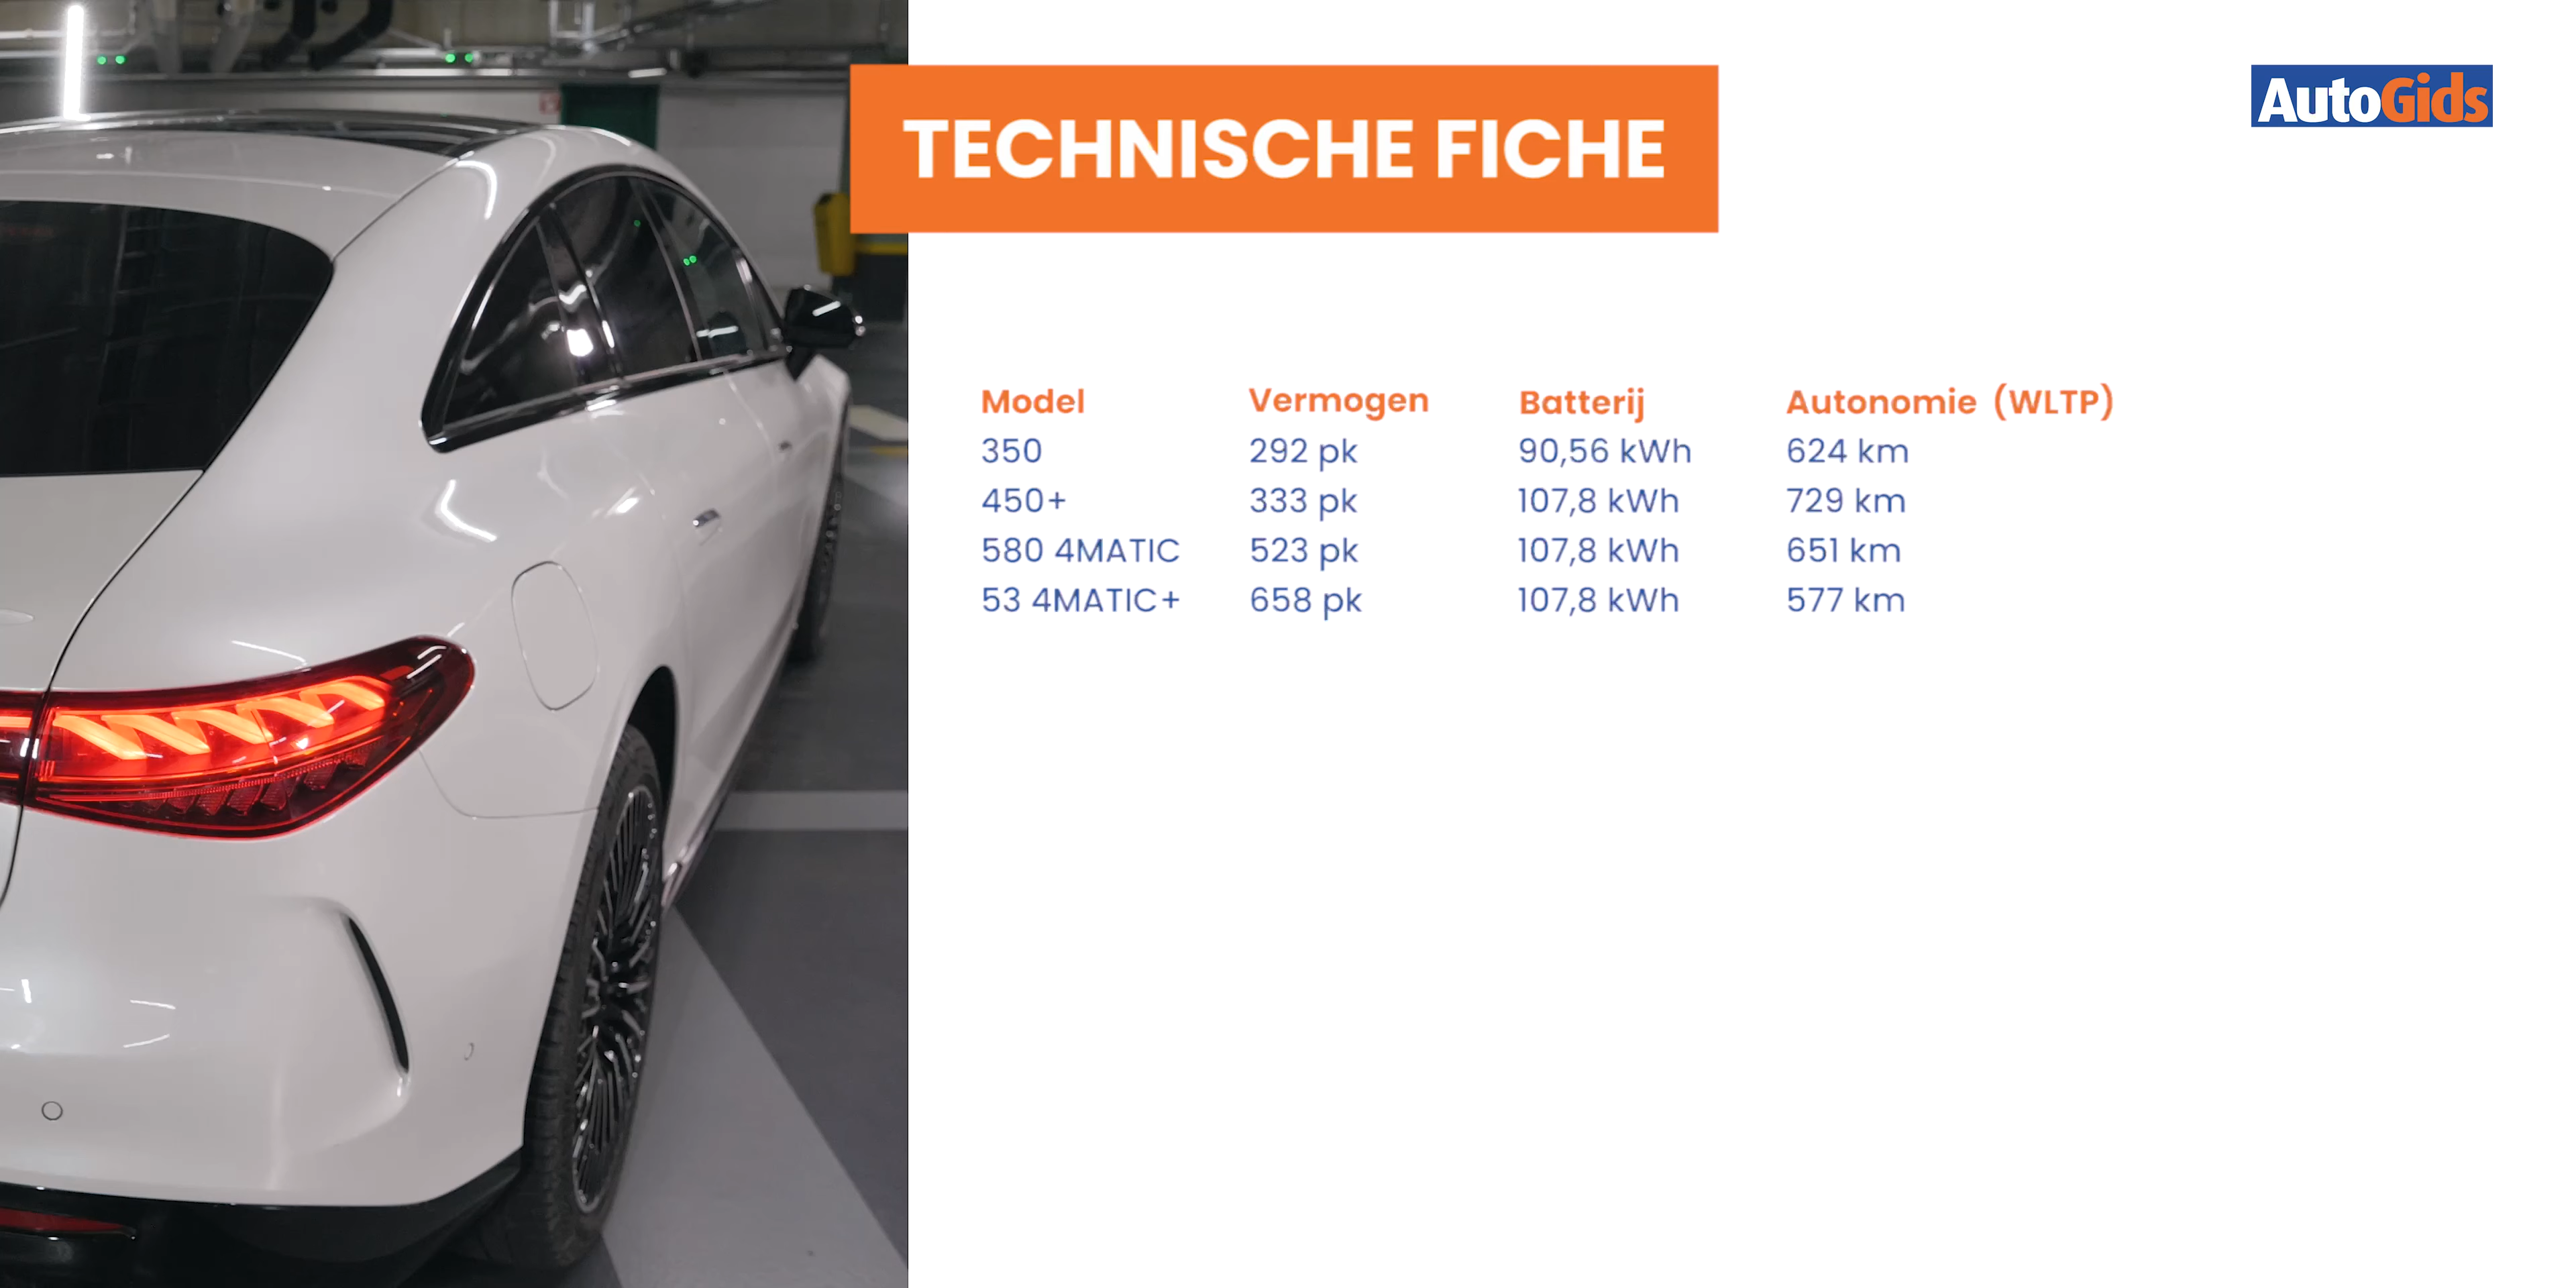 TECHNISCHE FICHE
AutoGids
Model Vermogen Batterij Autonomie (WLTP)
350 292 pk 90,56 kWh 624 km
450+ 333 pk 107,8 kWh 729 km
580 4MATIC 523 pk 107,8 kWh 651 km
53 4MATIC+ 658 pk 107,8 kWh 577 km